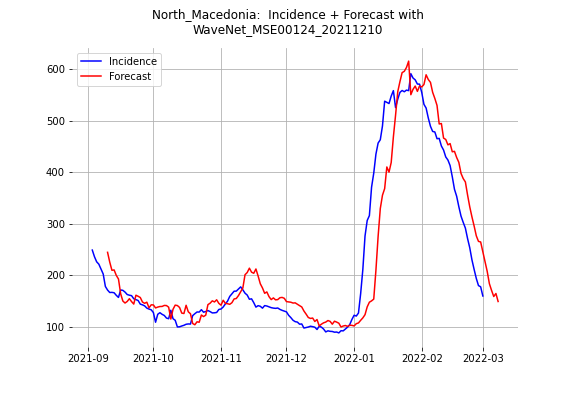 North_Macedonia: Incidence + Forecast with
WaveNet_MSE00124_20211210
Incidence
Forecast
600
500
400
300
200
100
2021-09 2021-10 2021-11 2021-12 2022-01 2022-02 2022-03